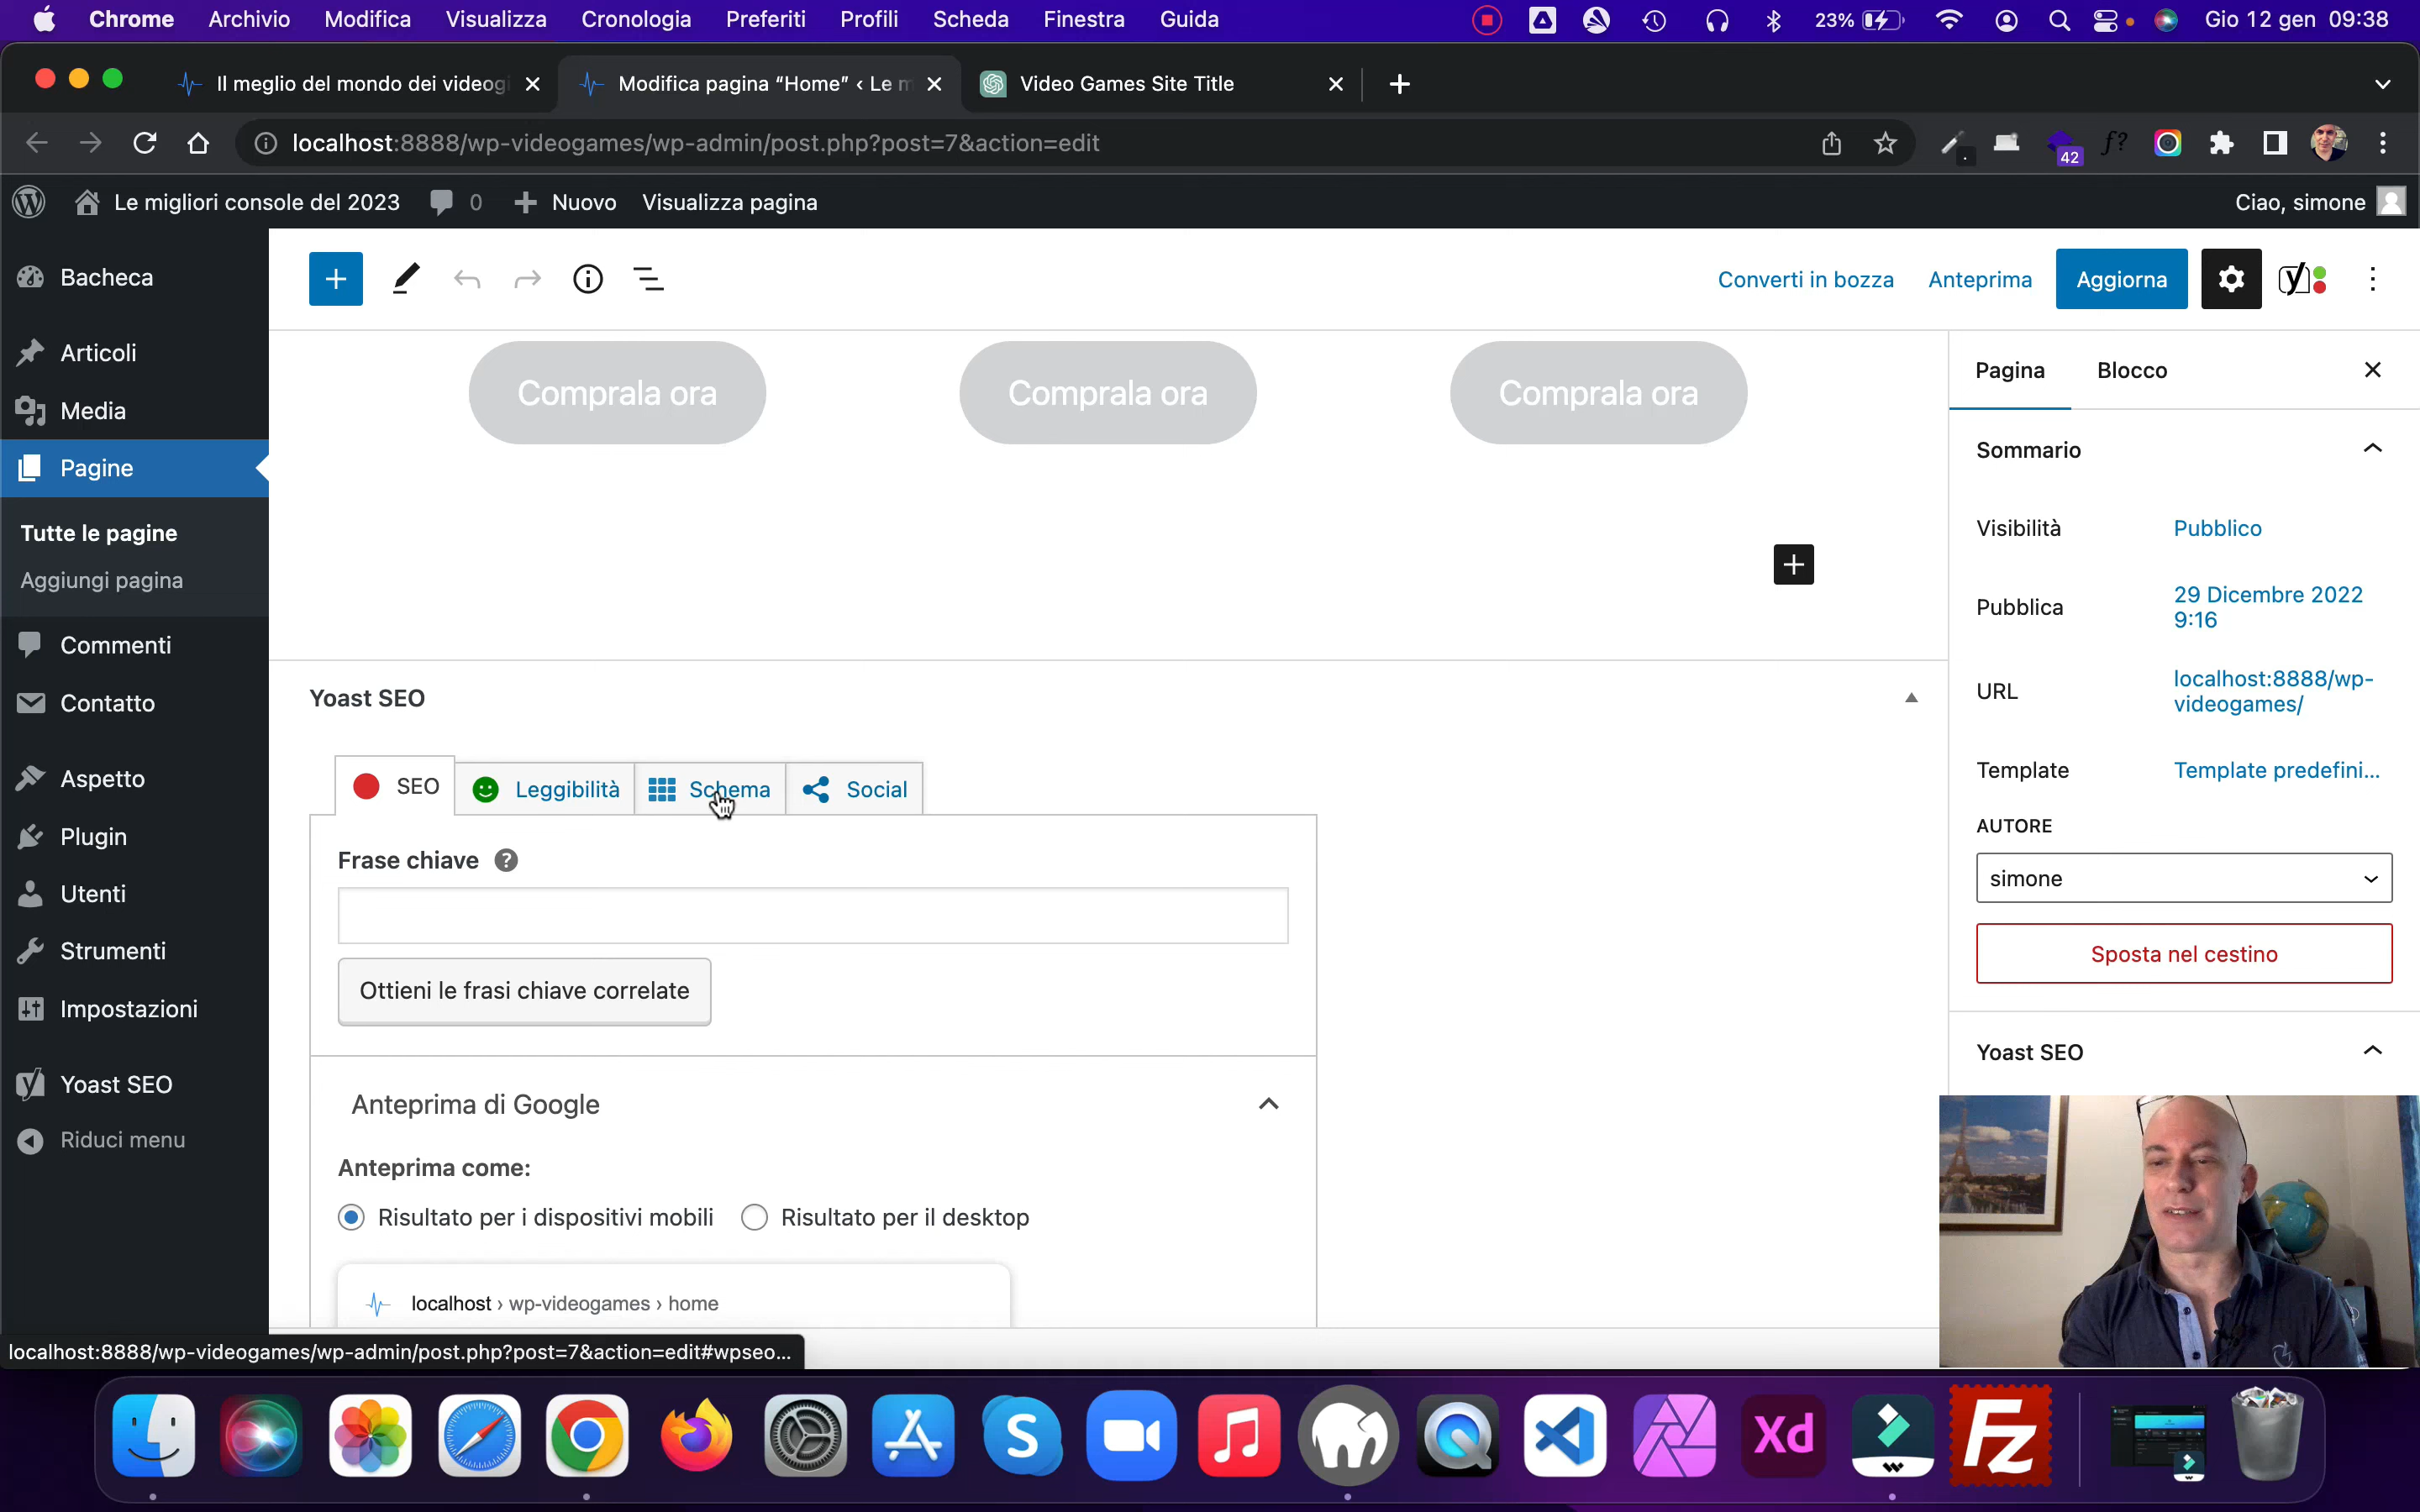 Chrome Archivio Modifica Visualizza Cronologia Preferiti Profili Scheda Finestra Guida 23% Gio 12 gen 09:38
Il meglio del mondo dei videogi Modifica pagina “Home” ‹ Le m Video Games Site Title
localhost:8888/wp-videogames/wp-admin/post.php?post=7&action=edit f? 42
Le migliori console del 2023 0 Nuovo Visualizza pagina Ciao, simone
Bacheca
Articoli
Media
Pagine
Tutte le pagine
Aggiungi pagina
Commenti
Contatto
Aspetto
Plugin
Utenti
Strumenti
Impostazioni
Yoast SEO
Riduci menu
Converti in bozza Anteprima Aggiorna
Comprala ora Comprala ora Comprala ora
Yoast SEO
SEO Leggibilità Schema Social
Frase chiave ?
Ottieni le frasi chiave correlate
Anteprima di Google
Anteprima come:
Risultato per i dispositivi mobili Risultato per il desktop
localhost › wp-videogames › home
Pagina Blocco
Sommario
Visibilità Pubblico
Pubblica 29 Dicembre 2022
9:16
URL localhost:8888/wp-
videogames/
Template Template predefini...
AUTORE
simone
Sposta nel cestino
Yoast SEO
localhost:8888/wp-videogames/wp-admin/post.php?post=7&action=edit#wpseo...
S Xd Fz